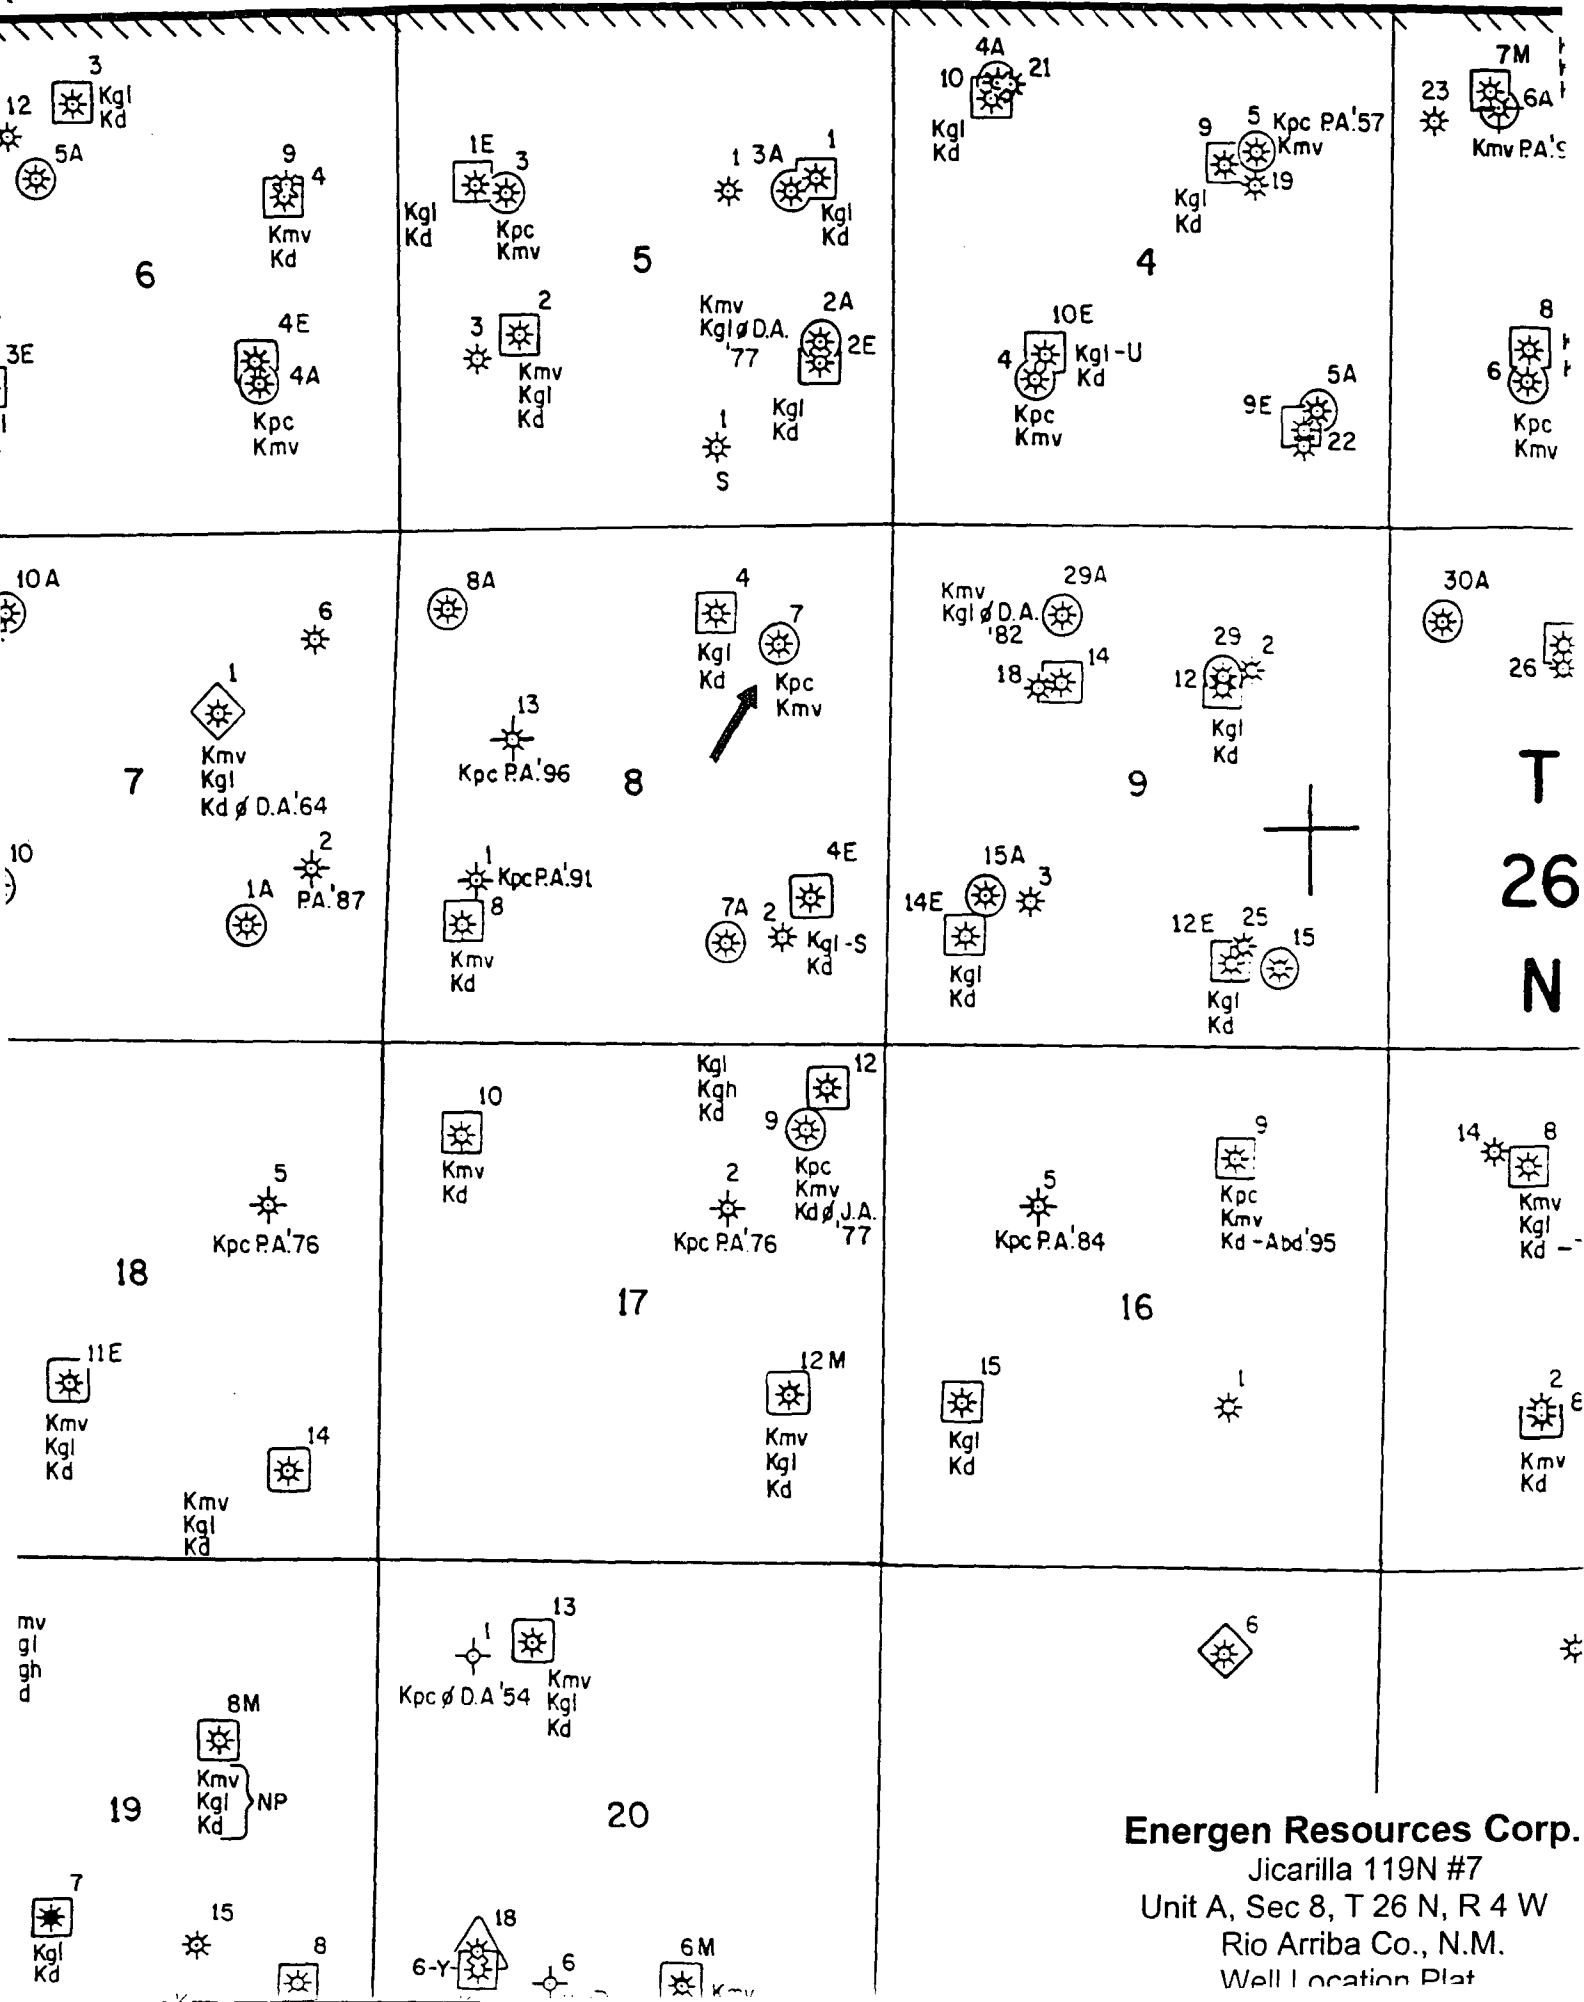 3
Kgl
Kd
12
5A
9
4
Kmv
Kd
6
4E
4A
Kpc
Kmv
3E
1E
3
Kgl
Kd
Kpc
Kmv
1
3A
1
Kgl
Kd
5
3
2
Kmv
Kgl
Kd
Kmv
Kgl ø D.A.
'77
2A
2E
Kgl
Kd
1
S
4A
10
21
Kgl
Kd
9
5
Kpc P.A.'57
Kmv
19
Kgl
Kd
4
10E
Kgl-U
Kd
4
Kpc
Kmv
5A
9E
22
7M
23
6A
Kmv P.A.'
8
6
Kpc
Kmv
10A
6
1
Kmv
Kgl
Kd ø D.A.'64
7
10
2
P.A.'87
1A
8A
4
Kgl
Kd
7
Kpc
Kmv
13
Kpc P.A.'96
8
1
Kpc P.A.'91
8
Kmv
Kd
4E
7A
2
Kgl-S
Kd
Kmv
Kgl ø D.A.
'82
29A
18
14
29
2
12
Kgl
Kd
9
15A
3
14E
Kgl
Kd
12E
25
15
Kgl
Kd
30A
26
T
26
N
5
Kpc P.A.'76
18
11E
Kmv
Kgl
Kd
14
Kmv
Kgl
Kd
10
Kmv
Kd
Kgl
Kgh
Kd
12
9
Kpc
Kmv
Kd ø J.A.
'77
2
Kpc P.A.'76
17
12M
Kmv
Kgl
Kd
5
Kpc P.A.'84
9
Kpc
Kmv
Kd-Abd.'95
16
15
Kgl
Kd
1
14
8
Kmv
Kgl
Kd -
2
Kmv
Kd
mv
gl
gh
d
8M
Kmv
Kgl
Kd
NP
19
7
Kgl
Kd
15
8
1
Kpc ø D.A.'54
13
Kmv
Kgl
Kd
20
18
6-Y
6
6M
Kmv
6
Energen Resources Corp.
Jicarilla 119N #7
Unit A, Sec 8, T 26 N, R 4 W
Rio Arriba Co., N.M.
Well Location Plat